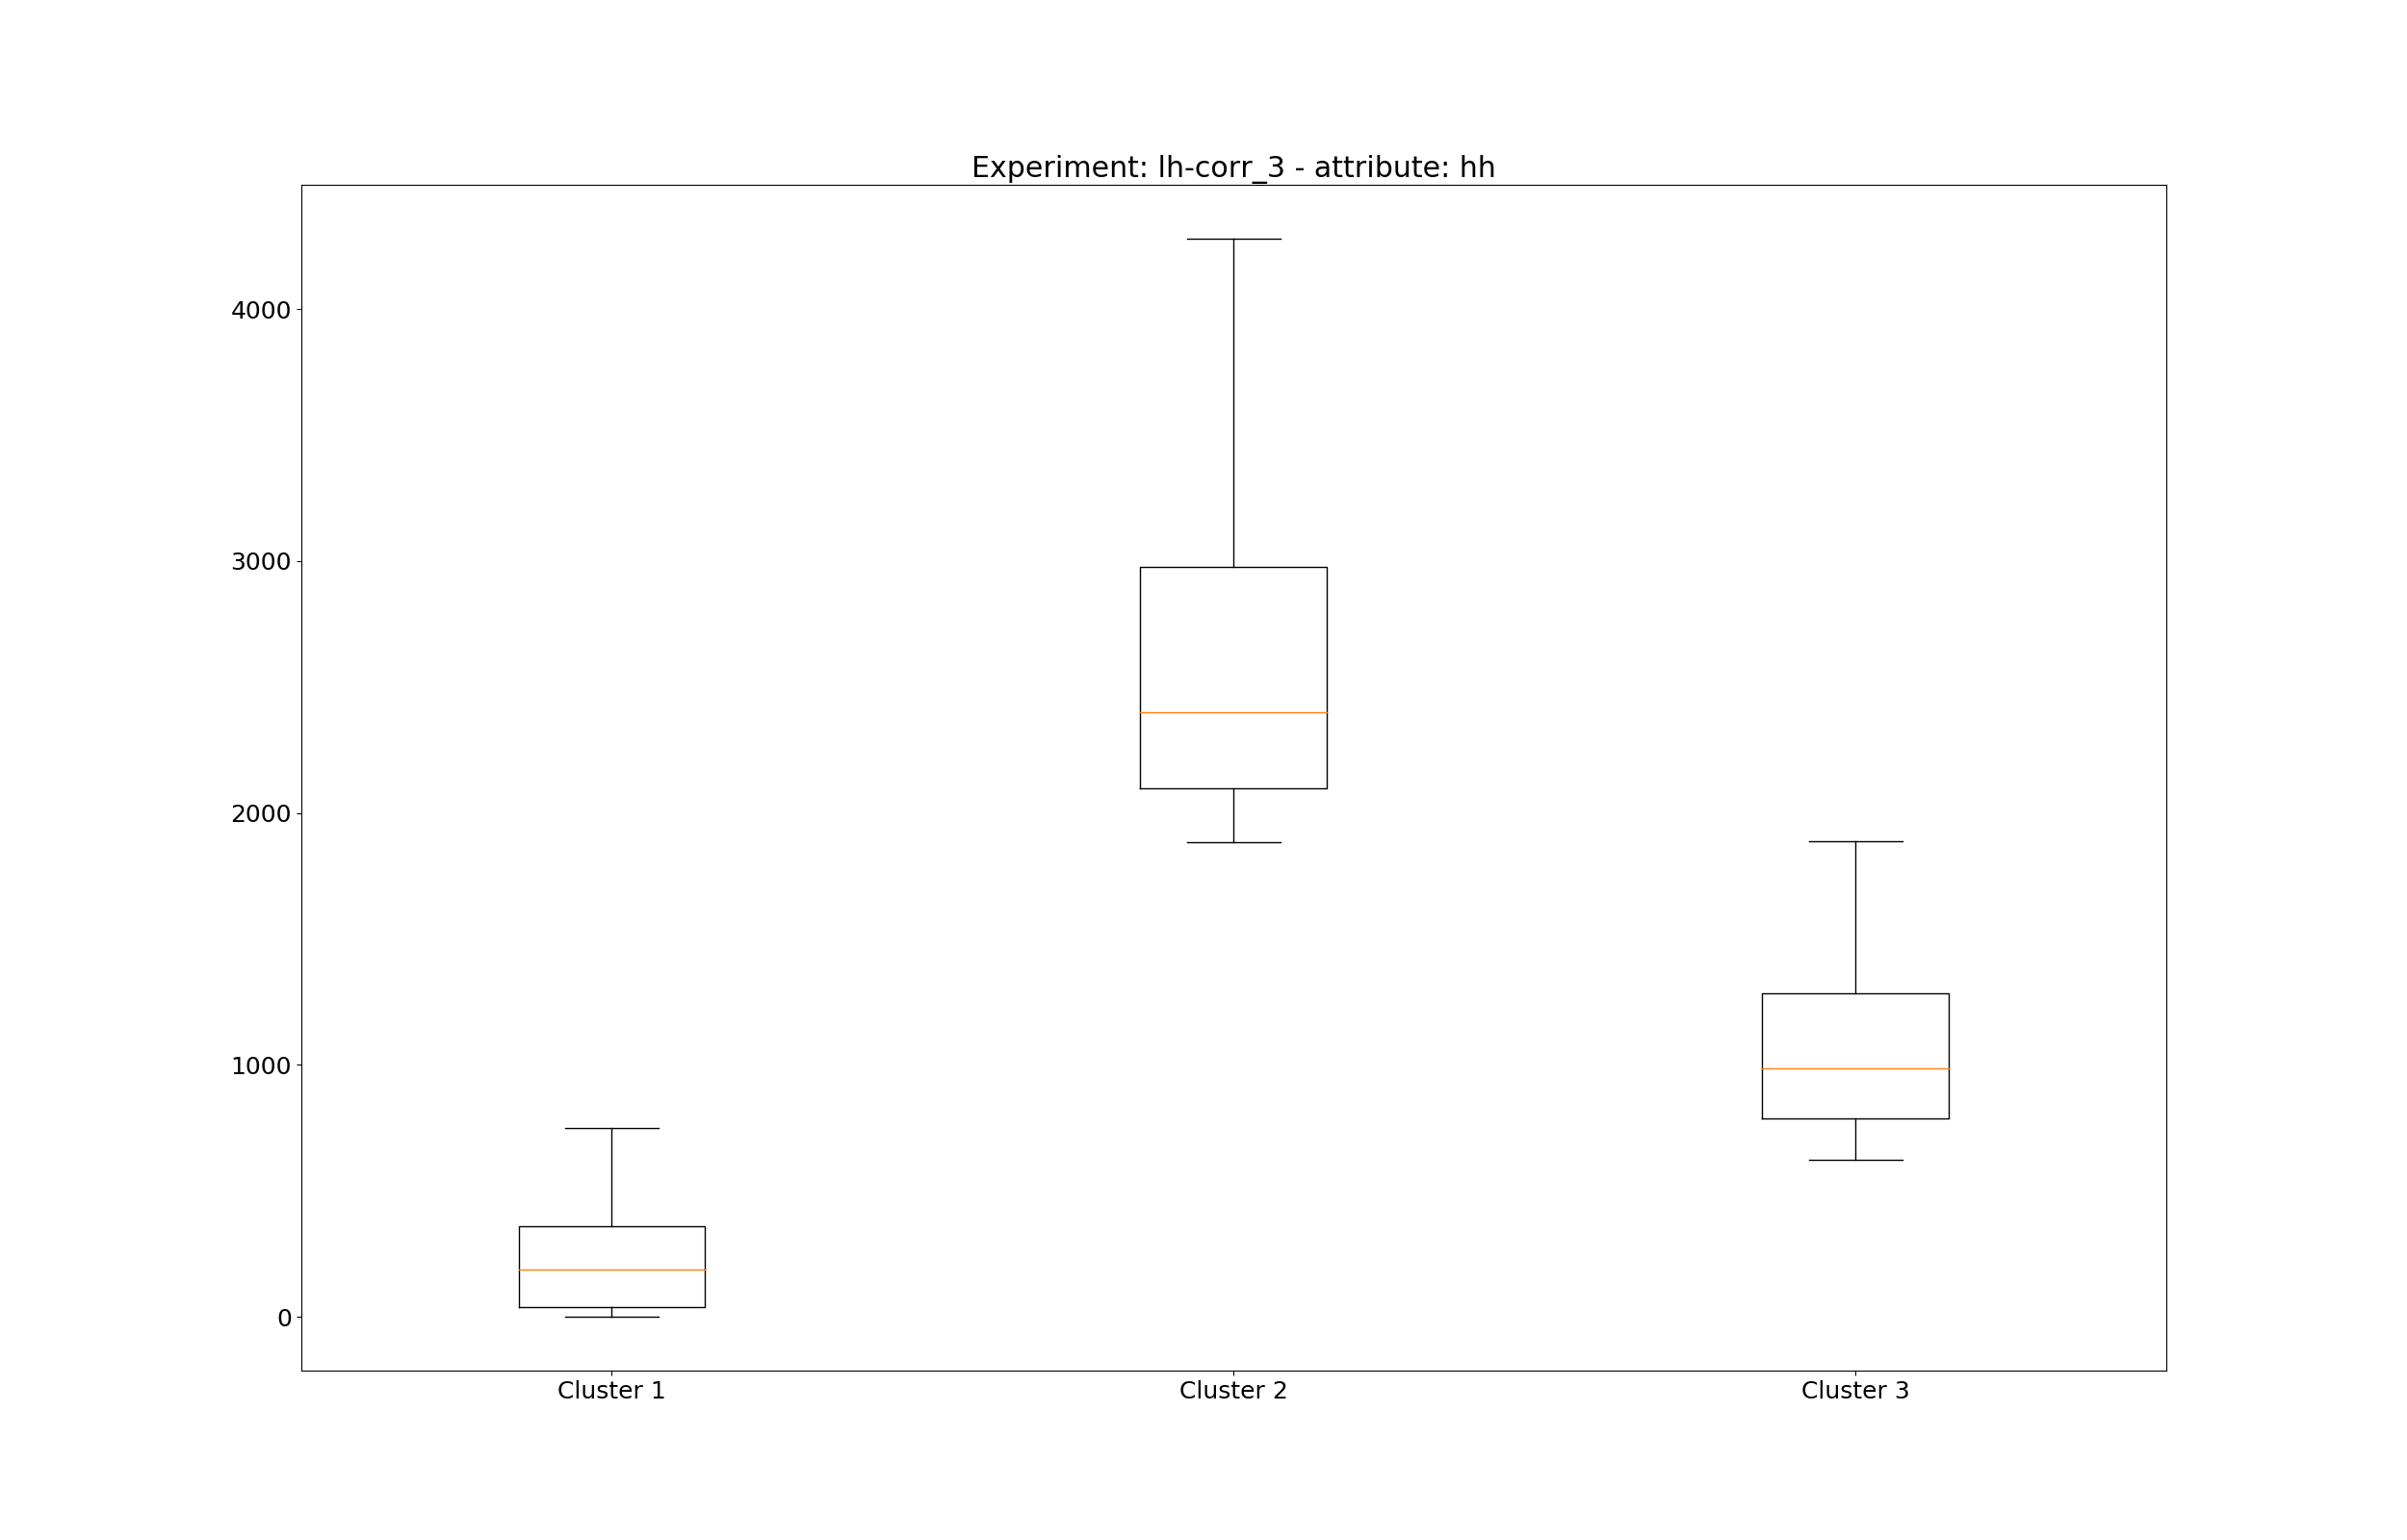 Experiment: lh-corr_3 - attribute: hh
4000
3000
2000
1000
0
Cluster 1 Cluster 2 Cluster 3